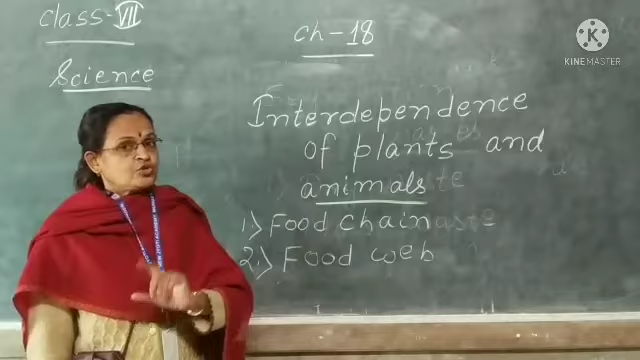 class-VII
ch-18
K
KINEMASTER
Science
Interdependence
of plants and
animals
1) Food chain
2) Food web